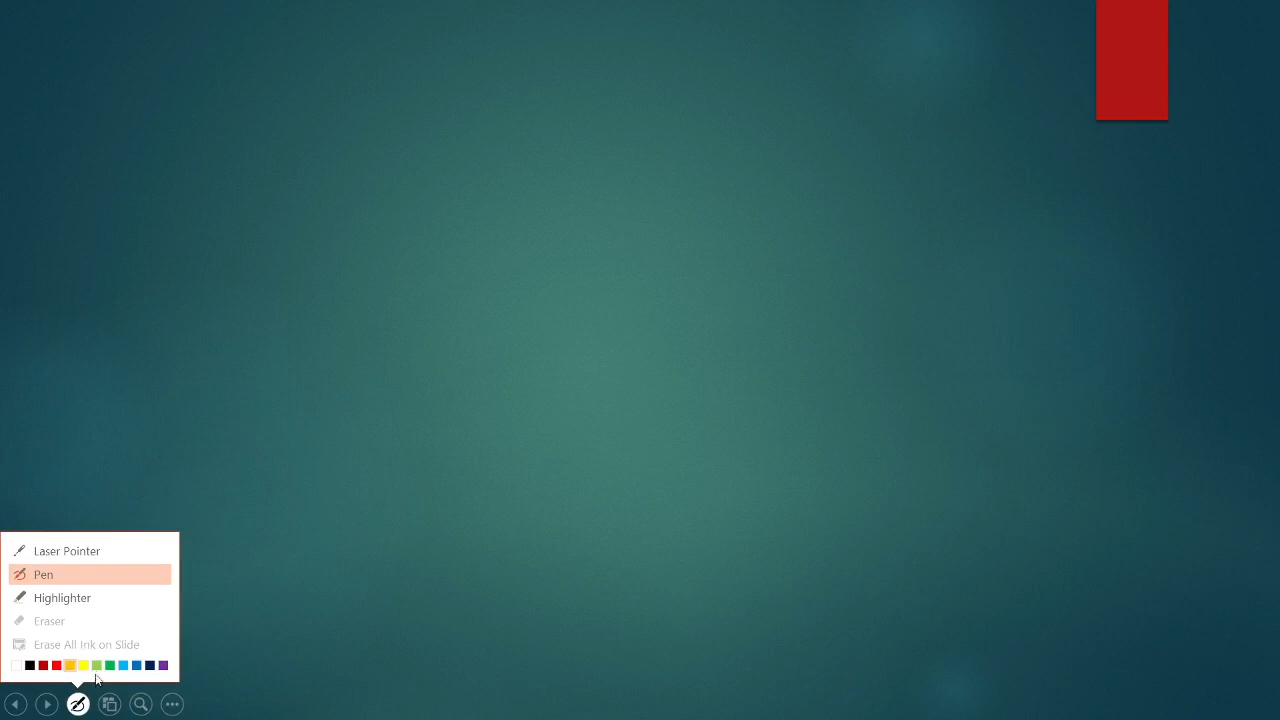 Laser Pointer
Pen
Highlighter
Eraser
Erase All Ink on Slide